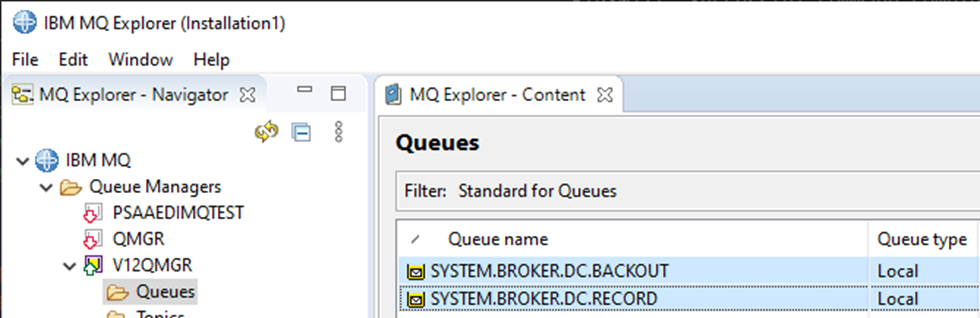 IBM MQ Explorer (Installation1)
File Edit Window Help
MQ Explorer - Navigator
IBM MQ
Queue Managers
PSAAEDIMQTEST
QMGR
V12QMGR
Queues
Topics
MQ Explorer - Content
Queues
Filter: Standard for Queues
Queue name Queue type
SYSTEM.BROKER.DC.BACKOUT Local
SYSTEM.BROKER.DC.RECORD Local